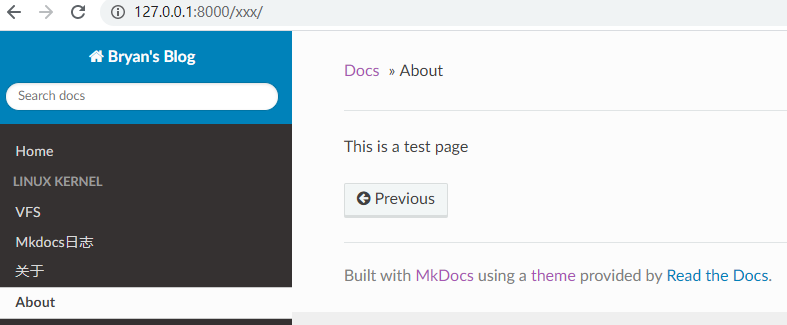 127.0.0.1:8000/xxx/
Bryan's Blog
Search docs
Home
LINUX KERNEL
VFS
Mkdocs日志
关于
About
Docs » About
This is a test page
Previous
Built with MkDocs using a theme provided by Read the Docs.